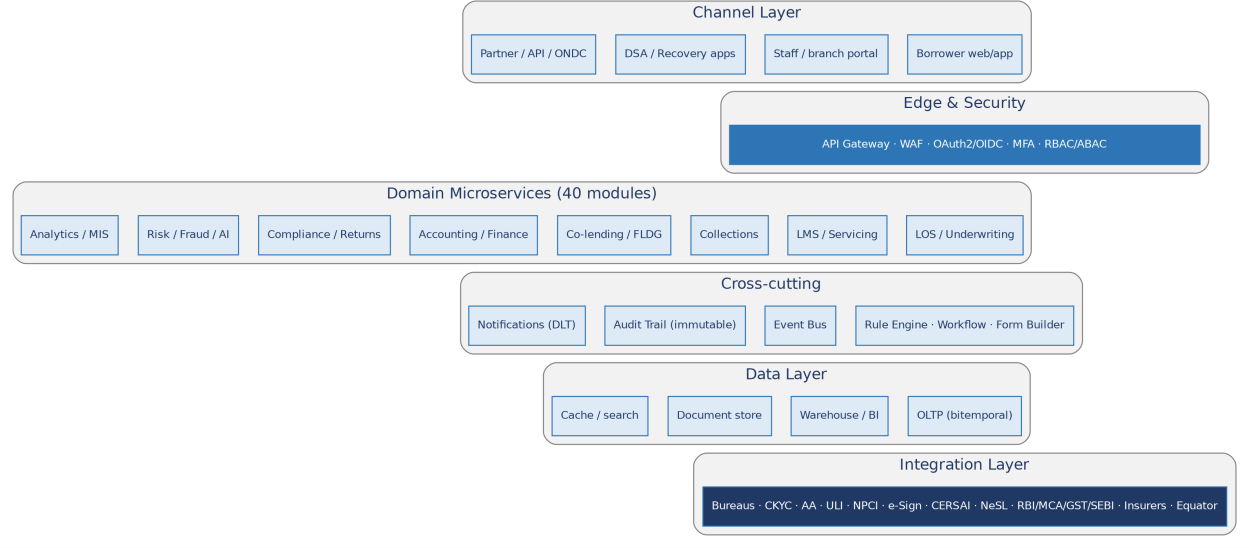 Channel Layer
Partner / API / ONDC
DSA / Recovery apps
Staff / branch portal
Borrower web/app
Edge & Security
API Gateway · WAF · OAuth2/OIDC · MFA · RBAC/ABAC
Domain Microservices (40 modules)
Analytics / MIS
Risk / Fraud / AI
Compliance / Returns
Accounting / Finance
Co-lending / FLDG
Collections
LMS / Servicing
LOS / Underwriting
Cross-cutting
Notifications (DLT)
Audit Trail (immutable)
Event Bus
Rule Engine · Workflow · Form Builder
Data Layer
Cache / search
Document store
Warehouse / BI
OLTP (bitemporal)
Integration Layer
Bureaus · CKYC · AA · ULI · NPCI · e-Sign · CERSAI · NeSL · RBI/MCA/GST/SEBI · Insurers · Equator